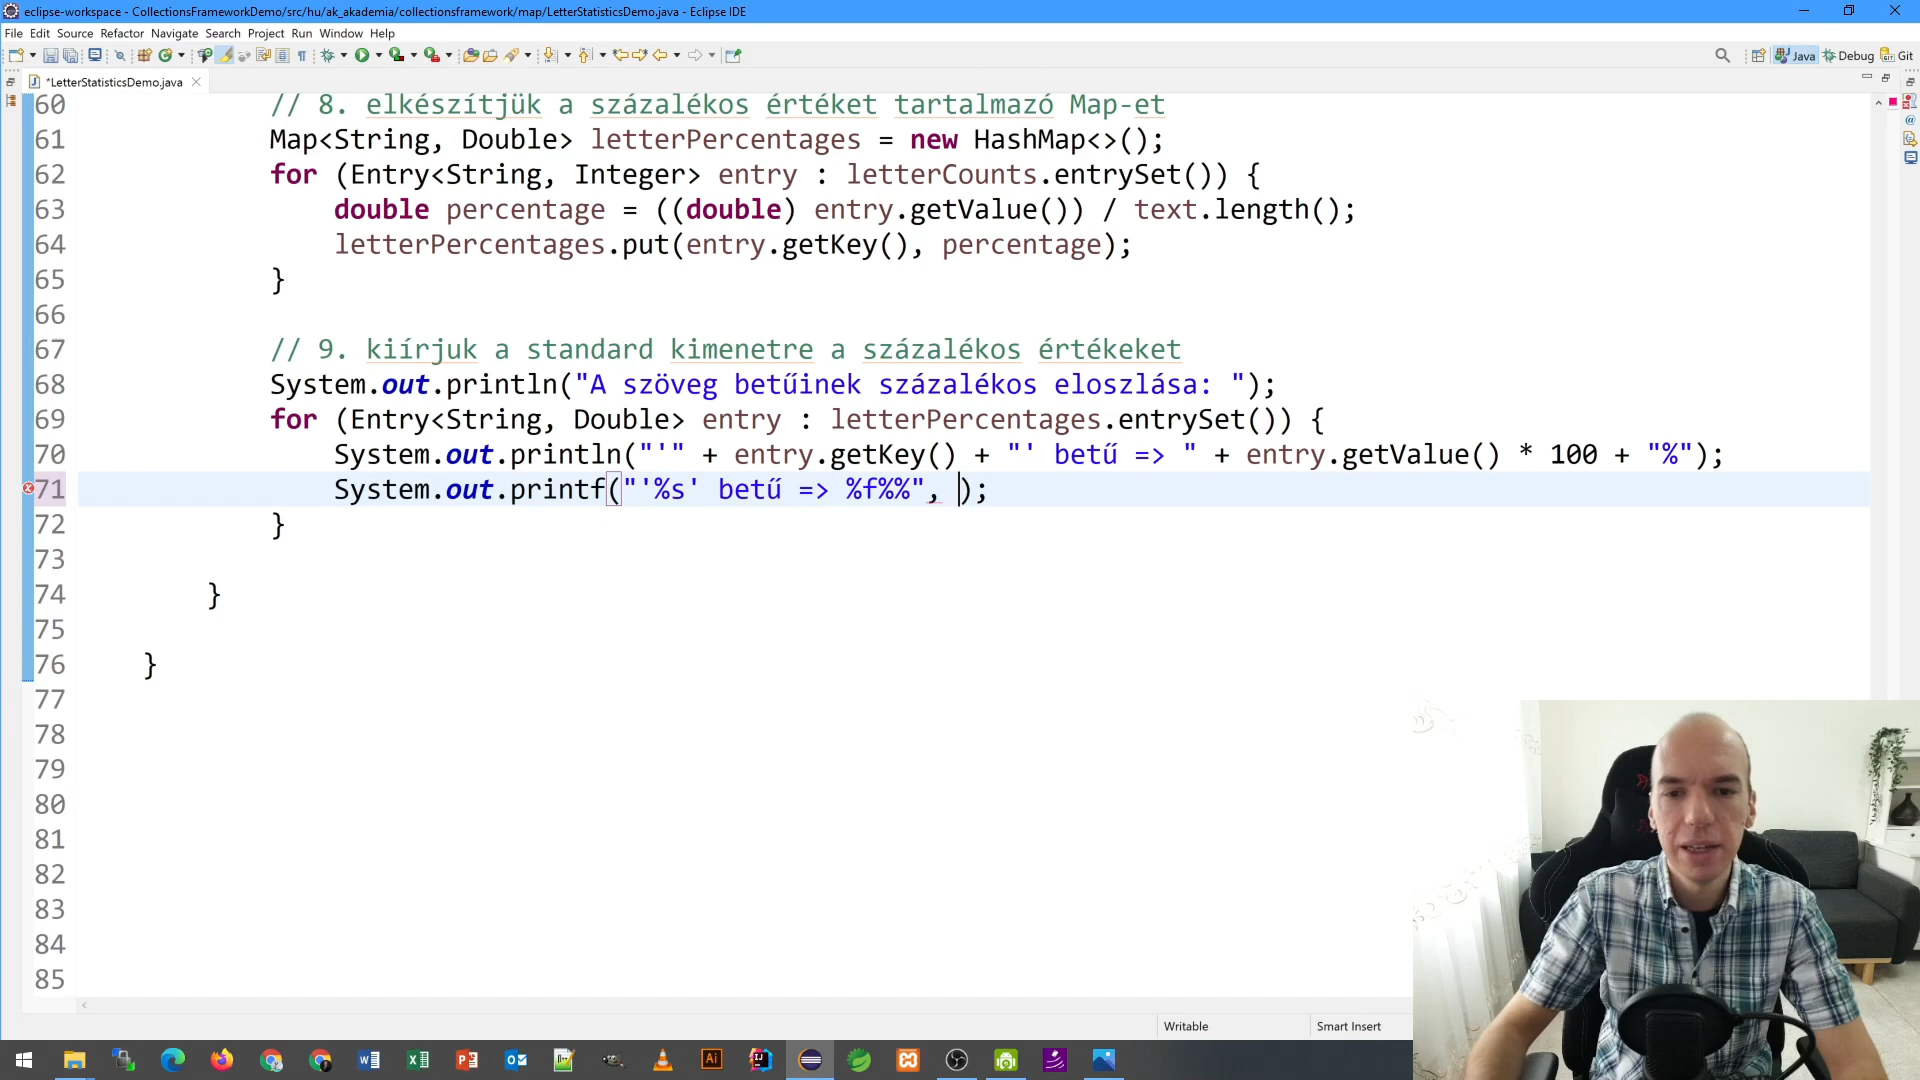 eclipse-workspace - CollectionsFrameworkDemo/src/hu/ak_akademia/collectionsframework/map/LetterStatisticsDemo.java - Eclipse IDE
File Edit Source Refactor Navigate Search Project Run Window Help
Java Debug Git
*LetterStatisticsDemo.java
60 // 8. elkészítjük a százalékos értéket tartalmazó Map-et
61 Map<String, Double> letterPercentages = new HashMap<>();
62 for (Entry<String, Integer> entry : letterCounts.entrySet()) {
63 double percentage = ((double) entry.getValue()) / text.length();
64 letterPercentages.put(entry.getKey(), percentage);
65 }
66
67 // 9. kiírjuk a standard kimenetre a százalékos értékeket
68 System.out.println("A szöveg betűinek százalékos eloszlása: ");
69 for (Entry<String, Double> entry : letterPercentages.entrySet()) {
70 System.out.println("'" + entry.getKey() + "' betű => " + entry.getValue() * 100 + "%");
71 System.out.printf("'%s' betű => %f%%", );
72 }
73
74 }
75
76 }
77
78
79
80
81
82
83
84
85
Writable Smart Insert